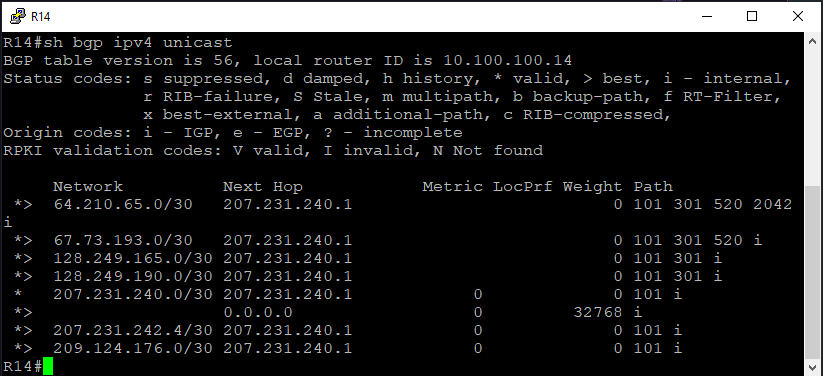 R14
R14#sh bgp ipv4 unicast
BGP table version is 56, local router ID is 10.100.100.14
Status codes: s suppressed, d damped, h history, * valid, > best, i - internal,
              r RIB-failure, S Stale, m multipath, b backup-path, f RT-Filter,
              x best-external, a additional-path, c RIB-compressed,
Origin codes: i - IGP, e - EGP, ? - incomplete
RPKI validation codes: V valid, I invalid, N Not found
     Network          Next Hop            Metric LocPrf Weight Path
 *>  64.210.65.0/30   207.231.240.1                          0 101 301 520 2042
i
 *>  67.73.193.0/30   207.231.240.1                          0 101 301 520 i
 *>  128.249.165.0/30 207.231.240.1                          0 101 301 i
 *>  128.249.190.0/30 207.231.240.1                          0 101 301 i
 *   207.231.240.0/30 207.231.240.1            0             0 101 i
 *>                   0.0.0.0                  0         32768 i
 *>  207.231.242.4/30 207.231.240.1            0             0 101 i
 *>  209.124.176.0/30 207.231.240.1            0             0 101 i
R14#